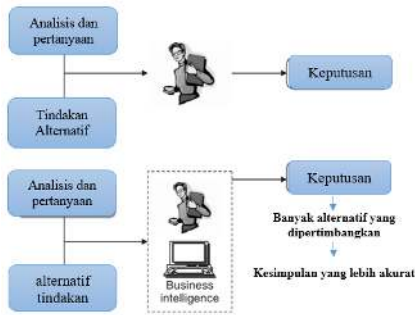 Analisis dan
pertanyaan
Keputusan
Tindakan
Alternatif
Analisis dan
pertanyaan
Keputusan
Banyak alternatif yang
dipertimbangkan
Business
intelligence
Kesimpulan yang lebih akurat
alternatif
tindakan